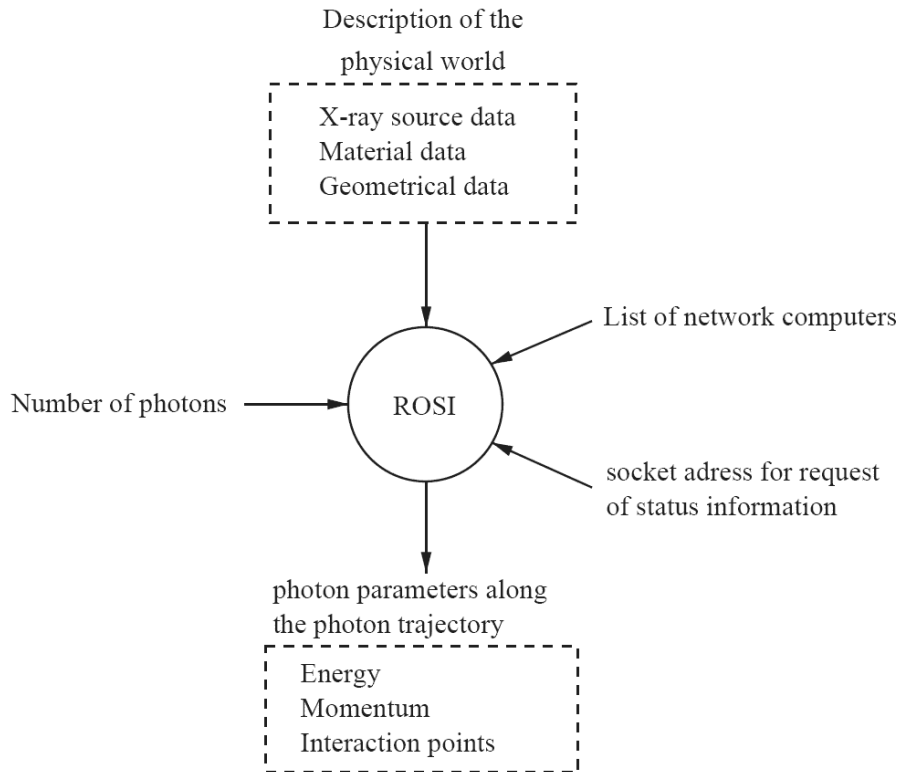 Description of the
physical world
X-ray source data
Material data
Geometrical data
List of network computers
Number of photons
ROSI
socket adress for request
of status information
photon parameters along
the photon trajectory
Energy
Momentum
Interaction points